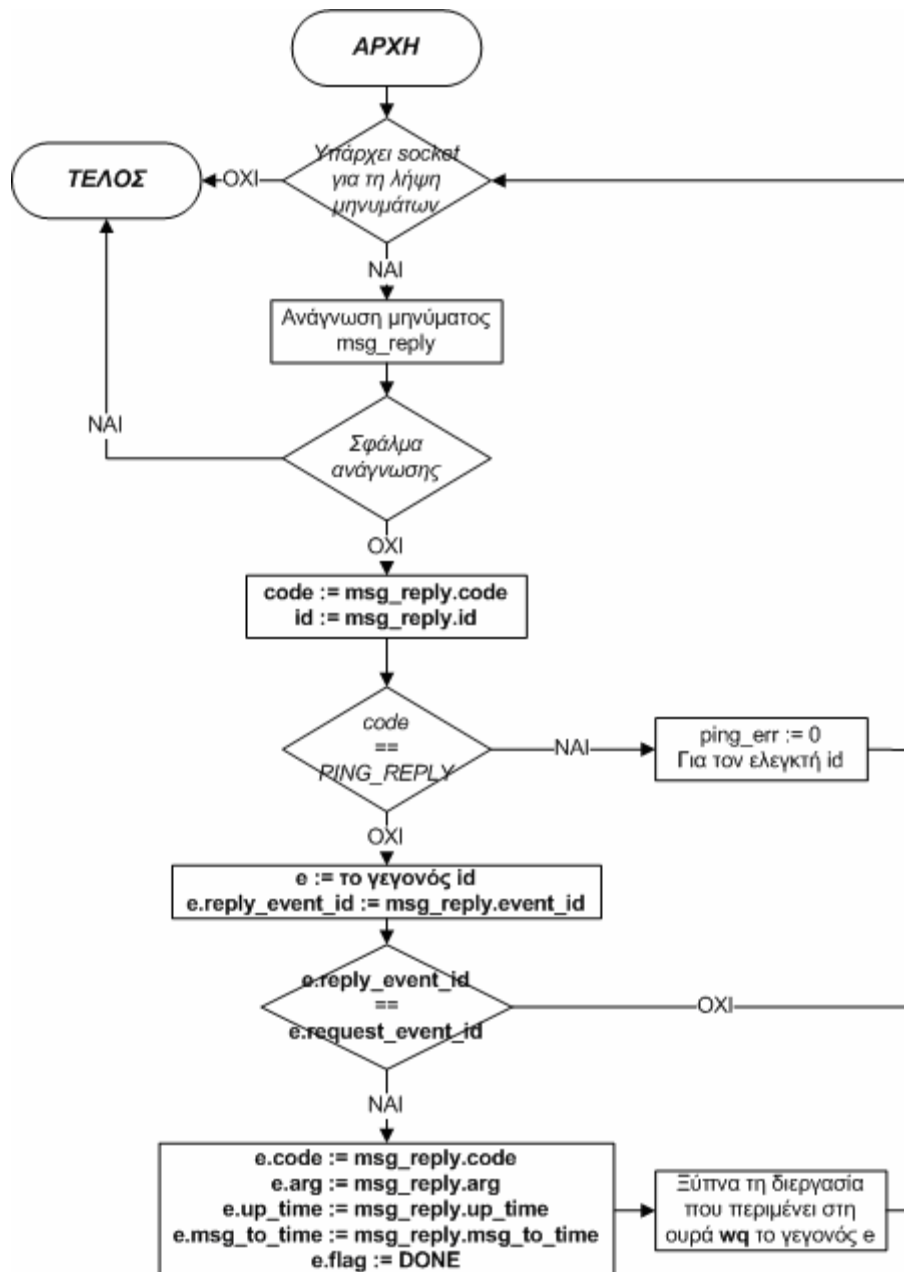 ΑΡΧΗ
Υπάρχει socket
για τη λήψη
μηνυμάτων
ΟΧΙ
ΤΕΛΟΣ
ΝΑΙ
Ανάγνωση μηνύματος
msg_reply
Σφάλμα
ανάγνωσης
ΝΑΙ
ΟΧΙ
code := msg_reply.code
id := msg_reply.id
code
==
PING_REPLY
ΝΑΙ
ping_err := 0
Για τον ελεγκτή id
ΟΧΙ
e := το γεγονός id
e.reply_event_id := msg_reply.event_id
e.reply_event_id
==
e.request_event_id
ΟΧΙ
ΝΑΙ
e.code := msg_reply.code
e.arg := msg_reply.arg
e.up_time := msg_reply.up_time
e.msg_to_time := msg_reply.msg_to_time
e.flag := DONE
Ξύπνα τη διεργασία
που περιμένει στη
ουρά wq το γεγονός e